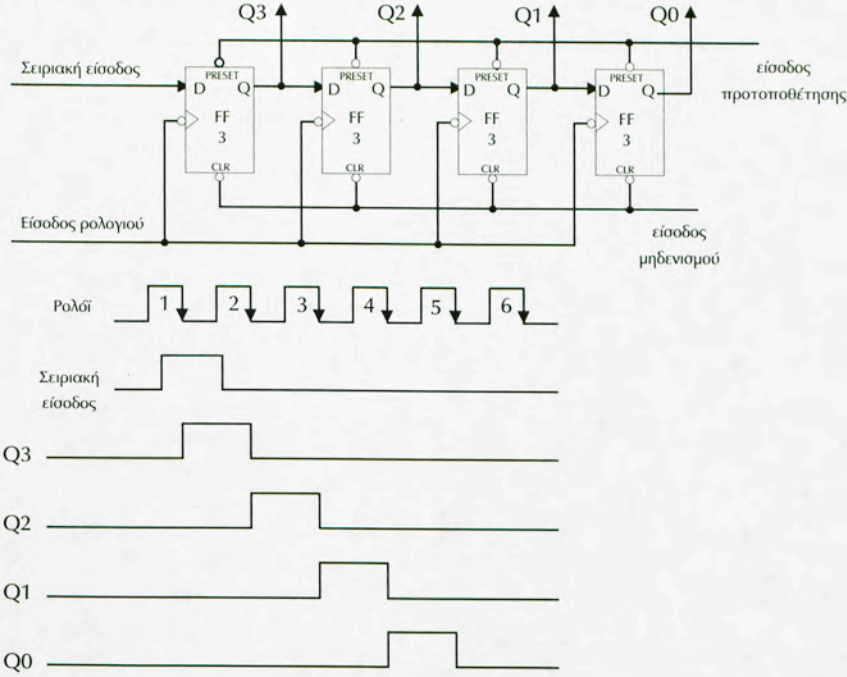 Q3 Q2 Q1 Q0
Σειριακή είσοδος
είσοδος
προτοποθέτησης
PRESET PRESET PRESET PRESET
D Q D Q D Q D Q
FF FF FF FF
3 3 3 3
CLR CLR CLR CLR
Είσοδος ρολογιού
είσοδος
μηδενισμού
Ρολόϊ 1 2 3 4 5 6
Σειριακή
είσοδος
Q3
Q2
Q1
Q0